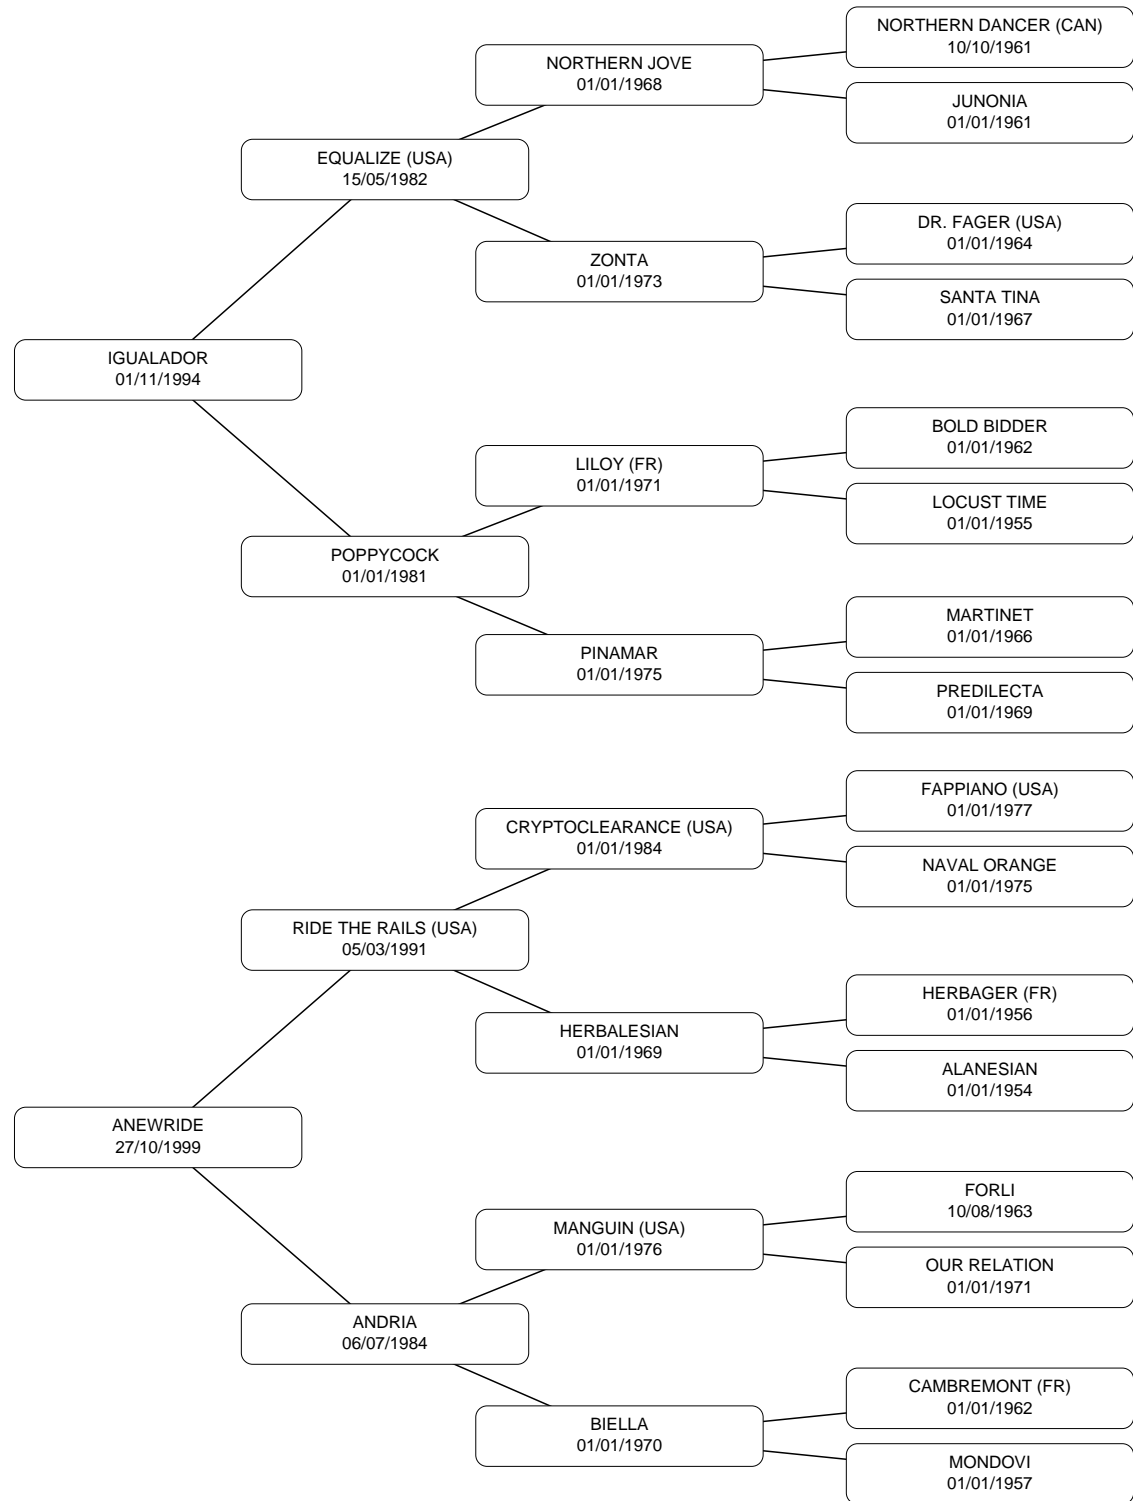 NORTHERN DANCER (CAN)
10/10/1961
NORTHERN JOVE
01/01/1968
JUNONIA
01/01/1961
EQUALIZE (USA)
15/05/1982
DR. FAGER (USA)
01/01/1964
ZONTA
01/01/1973
SANTA TINA
01/01/1967
IGUALADOR
01/11/1994
BOLD BIDDER
01/01/1962
LILOY (FR)
01/01/1971
LOCUST TIME
01/01/1955
POPPYCOCK
01/01/1981
MARTINET
01/01/1966
PINAMAR
01/01/1975
PREDILECTA
01/01/1969
FAPPIANO (USA)
01/01/1977
CRYPTOCLEARANCE (USA)
01/01/1984
NAVAL ORANGE
01/01/1975
RIDE THE RAILS (USA)
05/03/1991
HERBAGER (FR)
01/01/1956
HERBALESIAN
01/01/1969
ALANESIAN
01/01/1954
ANEWRIDE
27/10/1999
FORLI
10/08/1963
MANGUIN (USA)
01/01/1976
OUR RELATION
01/01/1971
ANDRIA
06/07/1984
CAMBREMONT (FR)
01/01/1962
BIELLA
01/01/1970
MONDOVI
01/01/1957